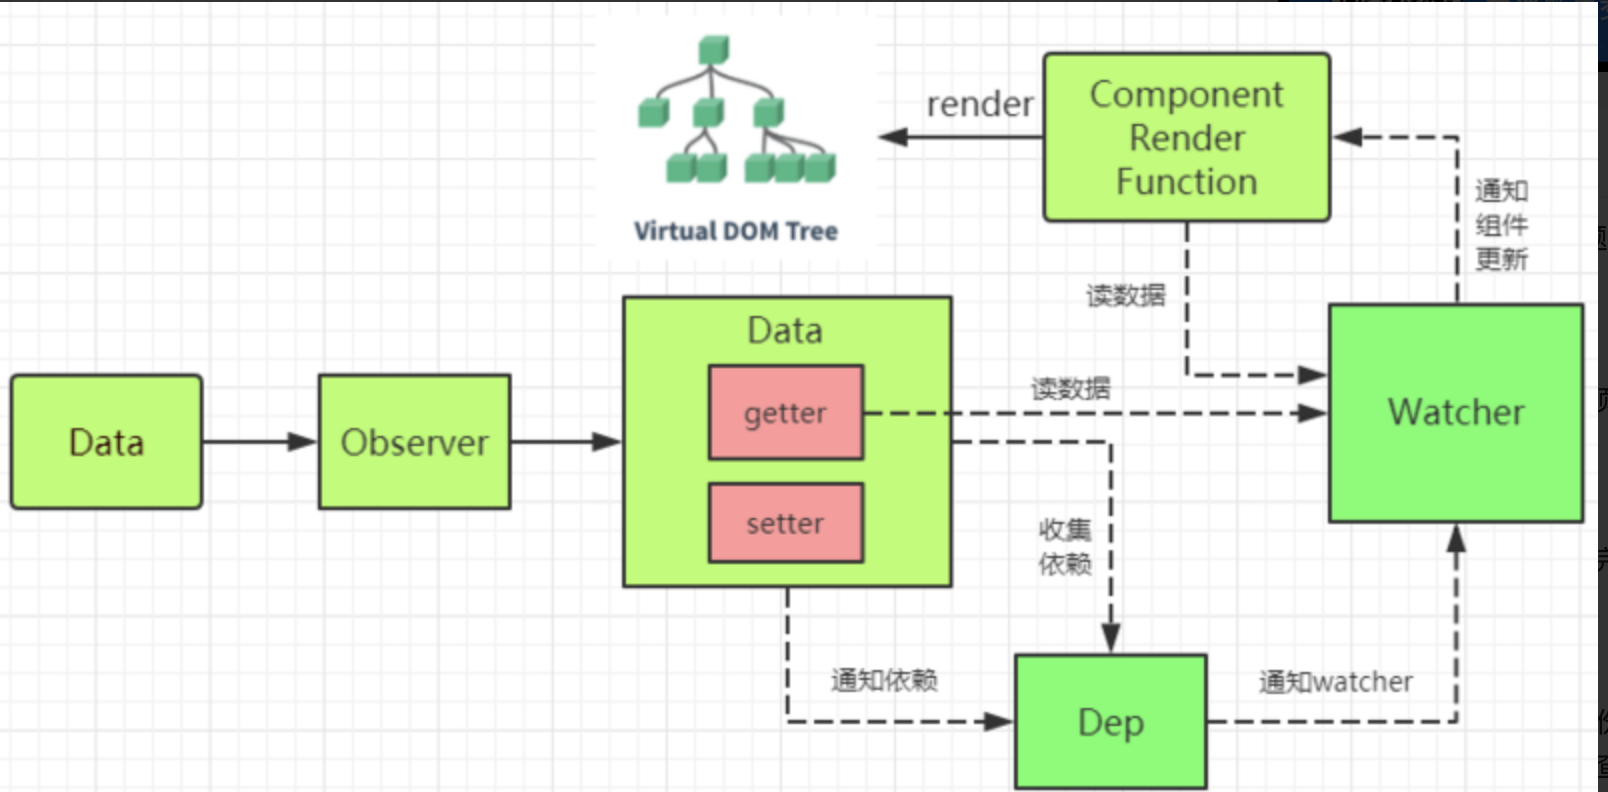 render
Component
Render
Function
通知
组件
更新
Virtual DOM Tree
读数据
Data
读数据
getter
Watcher
Data
Observer
setter
收集
依赖
通知依赖
通知watcher
Dep